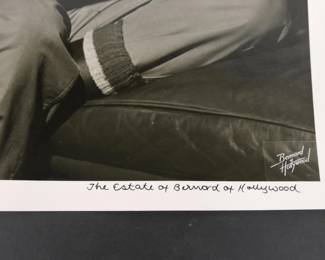 Bernard of
Hollywood
The Estate of Bernard of Hollywood